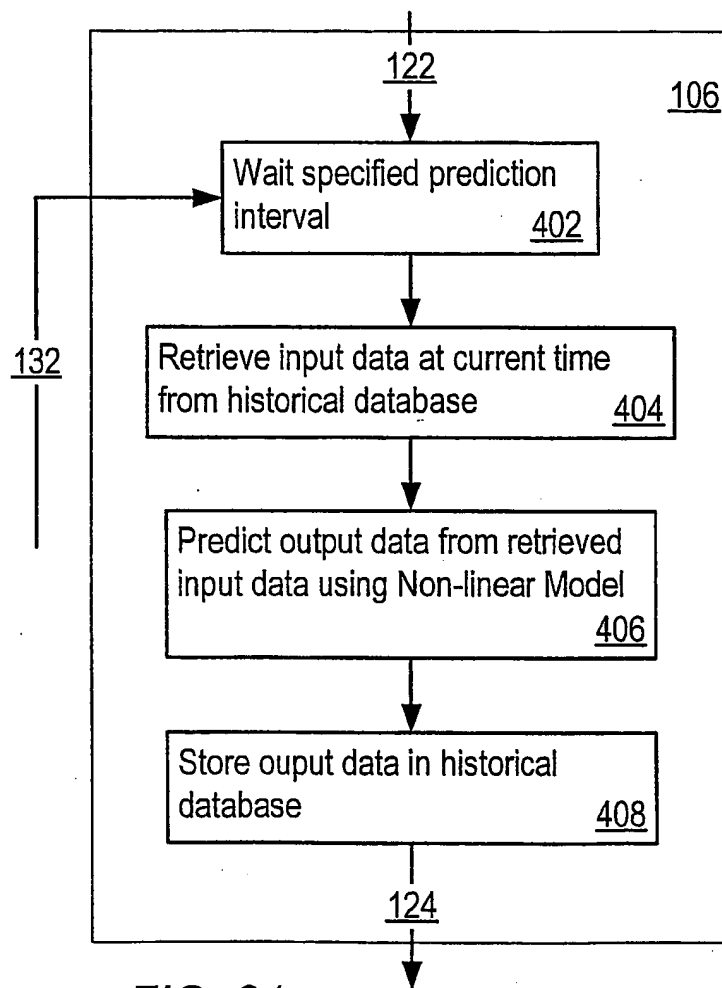 122
106
Wait specified prediction
interval
402
132
Retrieve input data at current time
from historical database
404
Predict output data from retrieved
input data using Non-linear Model
406
Store ouput data in historical
database
408
124